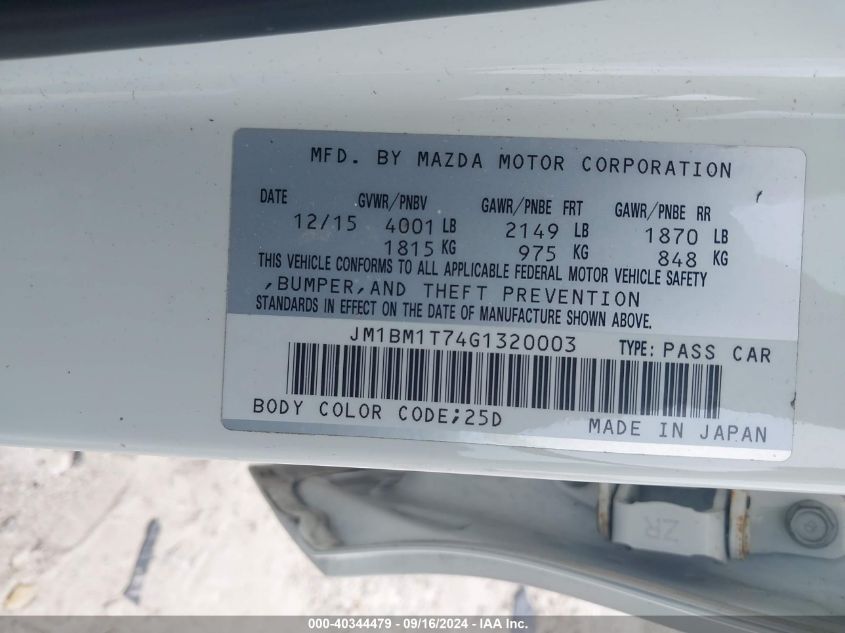 MFD. BY MAZDA MOTOR CORPORATION
DATE GVWR/PNBV GAWR/PNBE FRT GAWR/PNBE RR
12/15 4001 LB 2149 LB 1870 LB
1815 KG 975 KG 848 KG
THIS VEHICLE CONFORMS TO ALL APPLICABLE FEDERAL MOTOR VEHICLE SAFETY
,BUMPER,AND THEFT PREVENTION
STANDARDS IN EFFECT ON THE DATE OF MANUFACTURE SHOWN ABOVE.
JM1BM1T74G1320003 TYPE: PASS CAR
BODY COLOR CODE;25D
MADE IN JAPAN
ZR
000-40344479 - 09/16/2024 - IAA Inc.